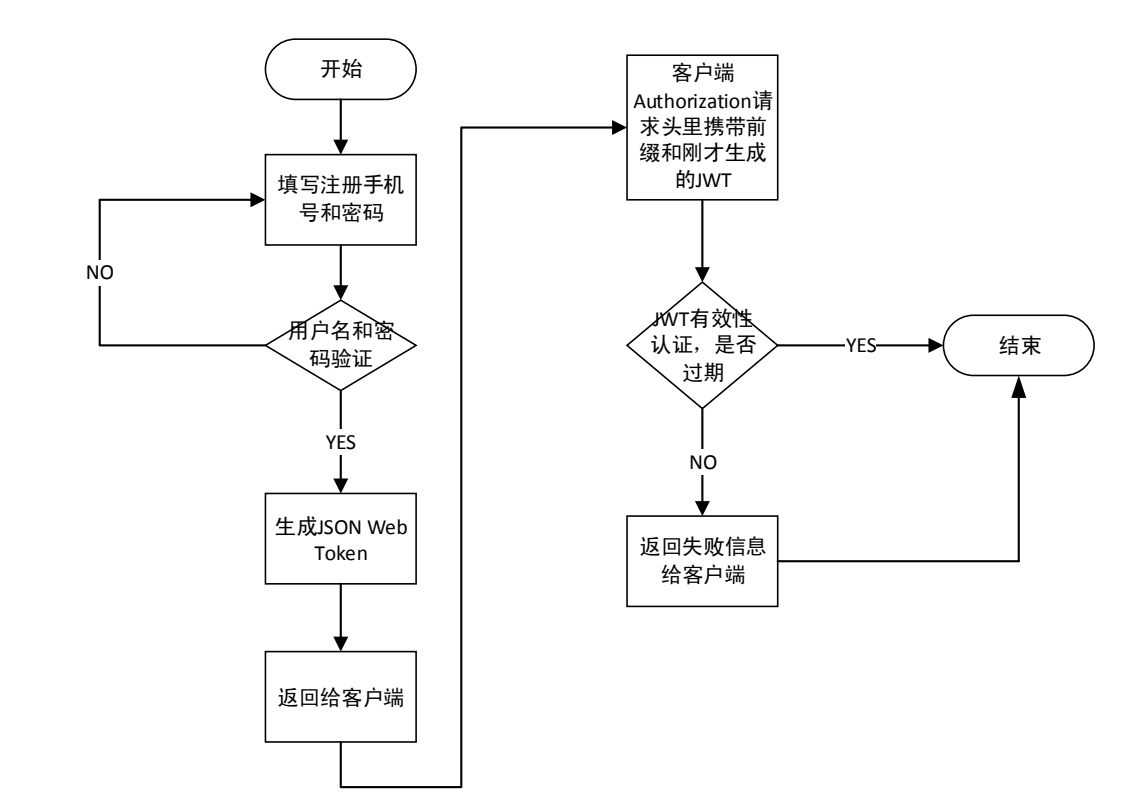 开始
填写注册手机
号和密码
NO
用户名和密
码验证
YES
生成JSON Web
Token
返回给客户端
客户端
Authorization请
求头里携带前
缀和刚才生成
的JWT
JWT有效性
认证，是否
过期
YES
结束
NO
返回失败信息
给客户端